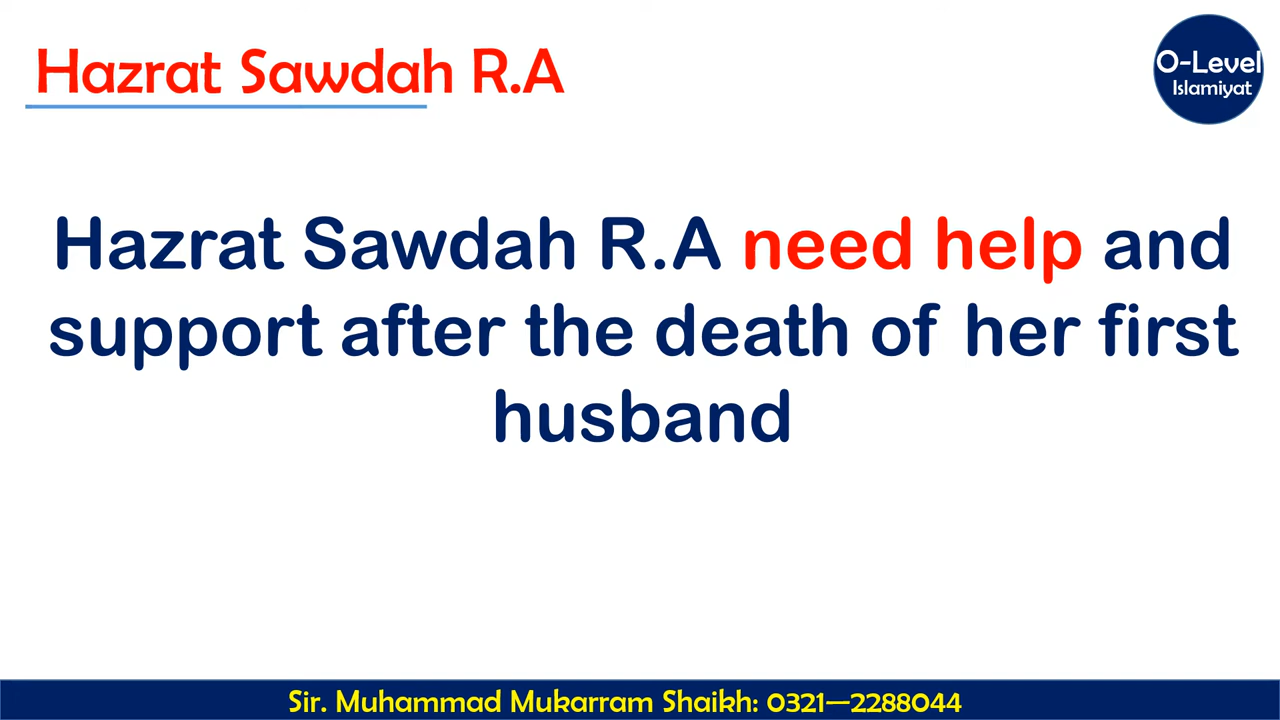 Hazrat Sawdah R.A
O-Level
Islamiyat
Hazrat Sawdah R.A need help and
support after the death of her first
husband
Sir. Muhammad Mukarram Shaikh: 0321—2288044